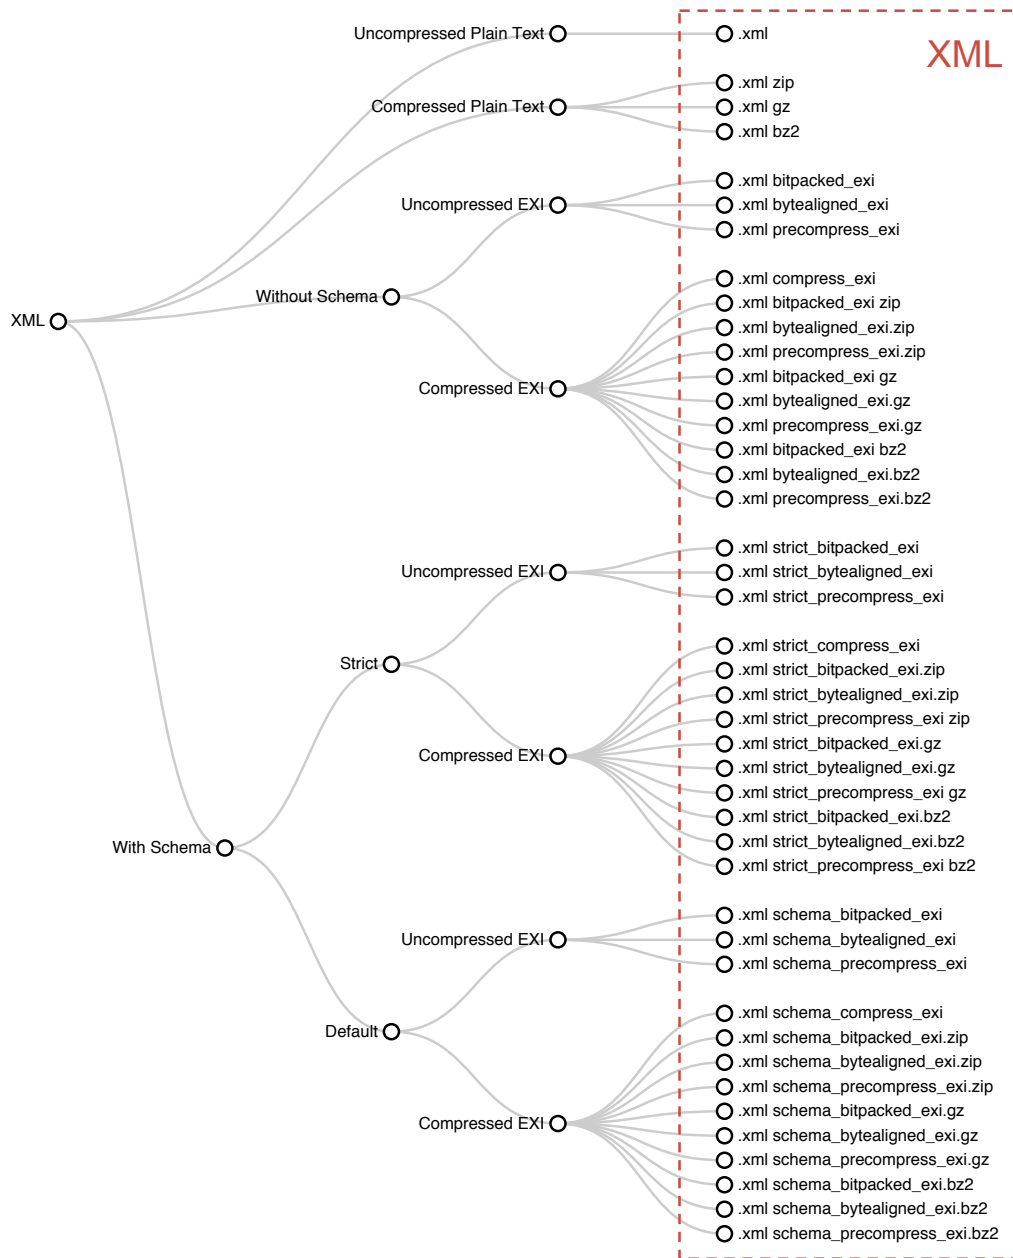 Uncompressed Plain Text
.xml
XML
.xml zip
Compressed Plain Text
.xml gz
.xml bz2
.xml bitpacked_exi
Uncompressed EXI
.xml bytealigned_exi
.xml precompress_exi
Without Schema
.xml compress_exi
.xml bitpacked_exi zip
XML
.xml bytealigned_exi.zip
.xml precompress_exi.zip
.xml bitpacked_exi gz
Compressed EXI
.xml bytealigned_exi.gz
.xml precompress_exi.gz
.xml bitpacked_exi bz2
.xml bytealigned_exi.bz2
.xml precompress_exi.bz2
.xml strict_bitpacked_exi
Uncompressed EXI
.xml strict_bytealigned_exi
.xml strict_precompress_exi
Strict
.xml strict_compress_exi
.xml strict_bitpacked_exi.zip
.xml strict_bytealigned_exi.zip
.xml strict_precompress_exi zip
.xml strict_bitpacked_exi.gz
Compressed EXI
.xml strict_bytealigned_exi.gz
.xml strict_precompress_exi gz
.xml strict_bitpacked_exi.bz2
.xml strict_bytealigned_exi.bz2
With Schema
.xml strict_precompress_exi bz2
.xml schema_bitpacked_exi
Uncompressed EXI
.xml schema_bytealigned_exi
.xml schema_precompress_exi
Default
.xml schema_compress_exi
.xml schema_bitpacked_exi.zip
.xml schema_bytealigned_exi.zip
.xml schema_precompress_exi.zip
.xml schema_bitpacked_exi.gz
Compressed EXI
.xml schema_bytealigned_exi.gz
.xml schema_precompress_exi.gz
.xml schema_bitpacked_exi.bz2
.xml schema_bytealigned_exi.bz2
.xml schema_precompress_exi.bz2